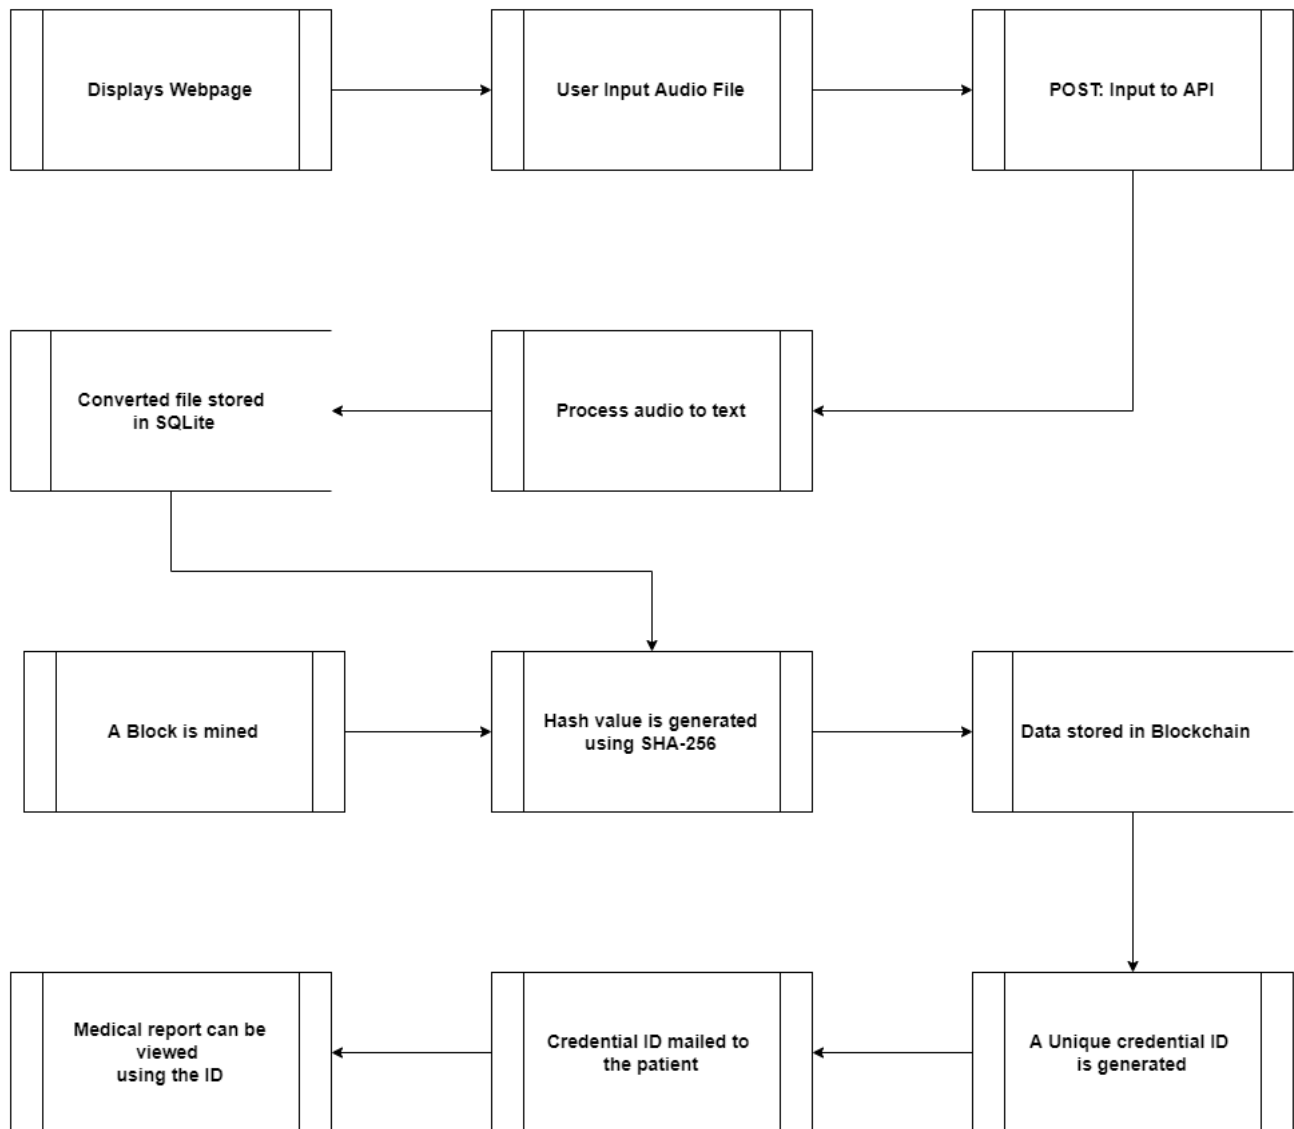 Displays Webpage
User Input Audio File
POST: Input to API
Converted file stored
in SQLite
Process audio to text
A Block is mined
Hash value is generated
using SHA-256
Data stored in Blockchain
Medical report can be
viewed
using the ID
Credential ID mailed to
the patient
A Unique credential ID
is generated